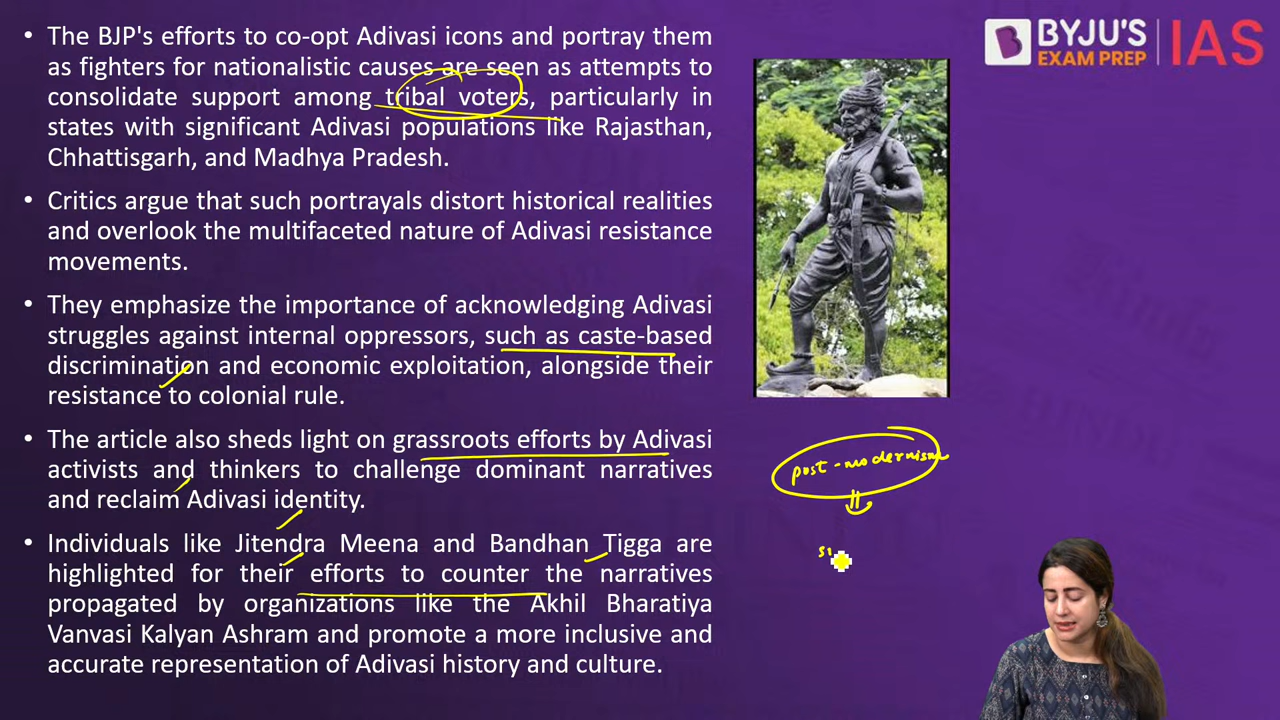 • The BJP's efforts to co-opt Adivasi icons and portray them
as fighters for nationalistic causes are seen as attempts to
consolidate support among tribal voters, particularly in
states with significant Adivasi populations like Rajasthan,
Chhattisgarh, and Madhya Pradesh.
• Critics argue that such portrayals distort historical realities
and overlook the multifaceted nature of Adivasi resistance
movements.
• They emphasize the importance of acknowledging Adivasi
struggles against internal oppressors, such as caste-based
discrimination and economic exploitation, alongside their
resistance to colonial rule.
• The article also sheds light on grassroots efforts by Adivasi
activists and thinkers to challenge dominant narratives
and reclaim Adivasi identity.
• Individuals like Jitendra Meena and Bandhan Tigga are
highlighted for their efforts to counter the narratives
propagated by organizations like the Akhil Bharatiya
Vanvasi Kalyan Ashram and promote a more inclusive and
accurate representation of Adivasi history and culture.
BYJU'S
EXAM PREP
IAS
post-modernism